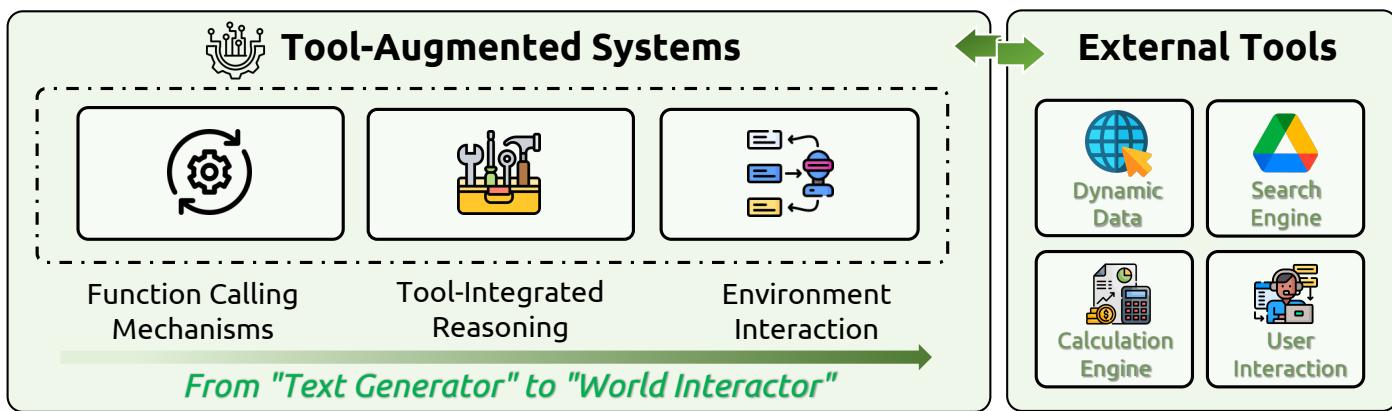 Tool-Augmented Systems
Function Calling
Mechanisms
Tool-Integrated
Reasoning
Environment
Interaction
From "Text Generator" to "World Interactor"
External Tools
Dynamic
Data
Search
Engine
Calculation
Engine
User
Interaction